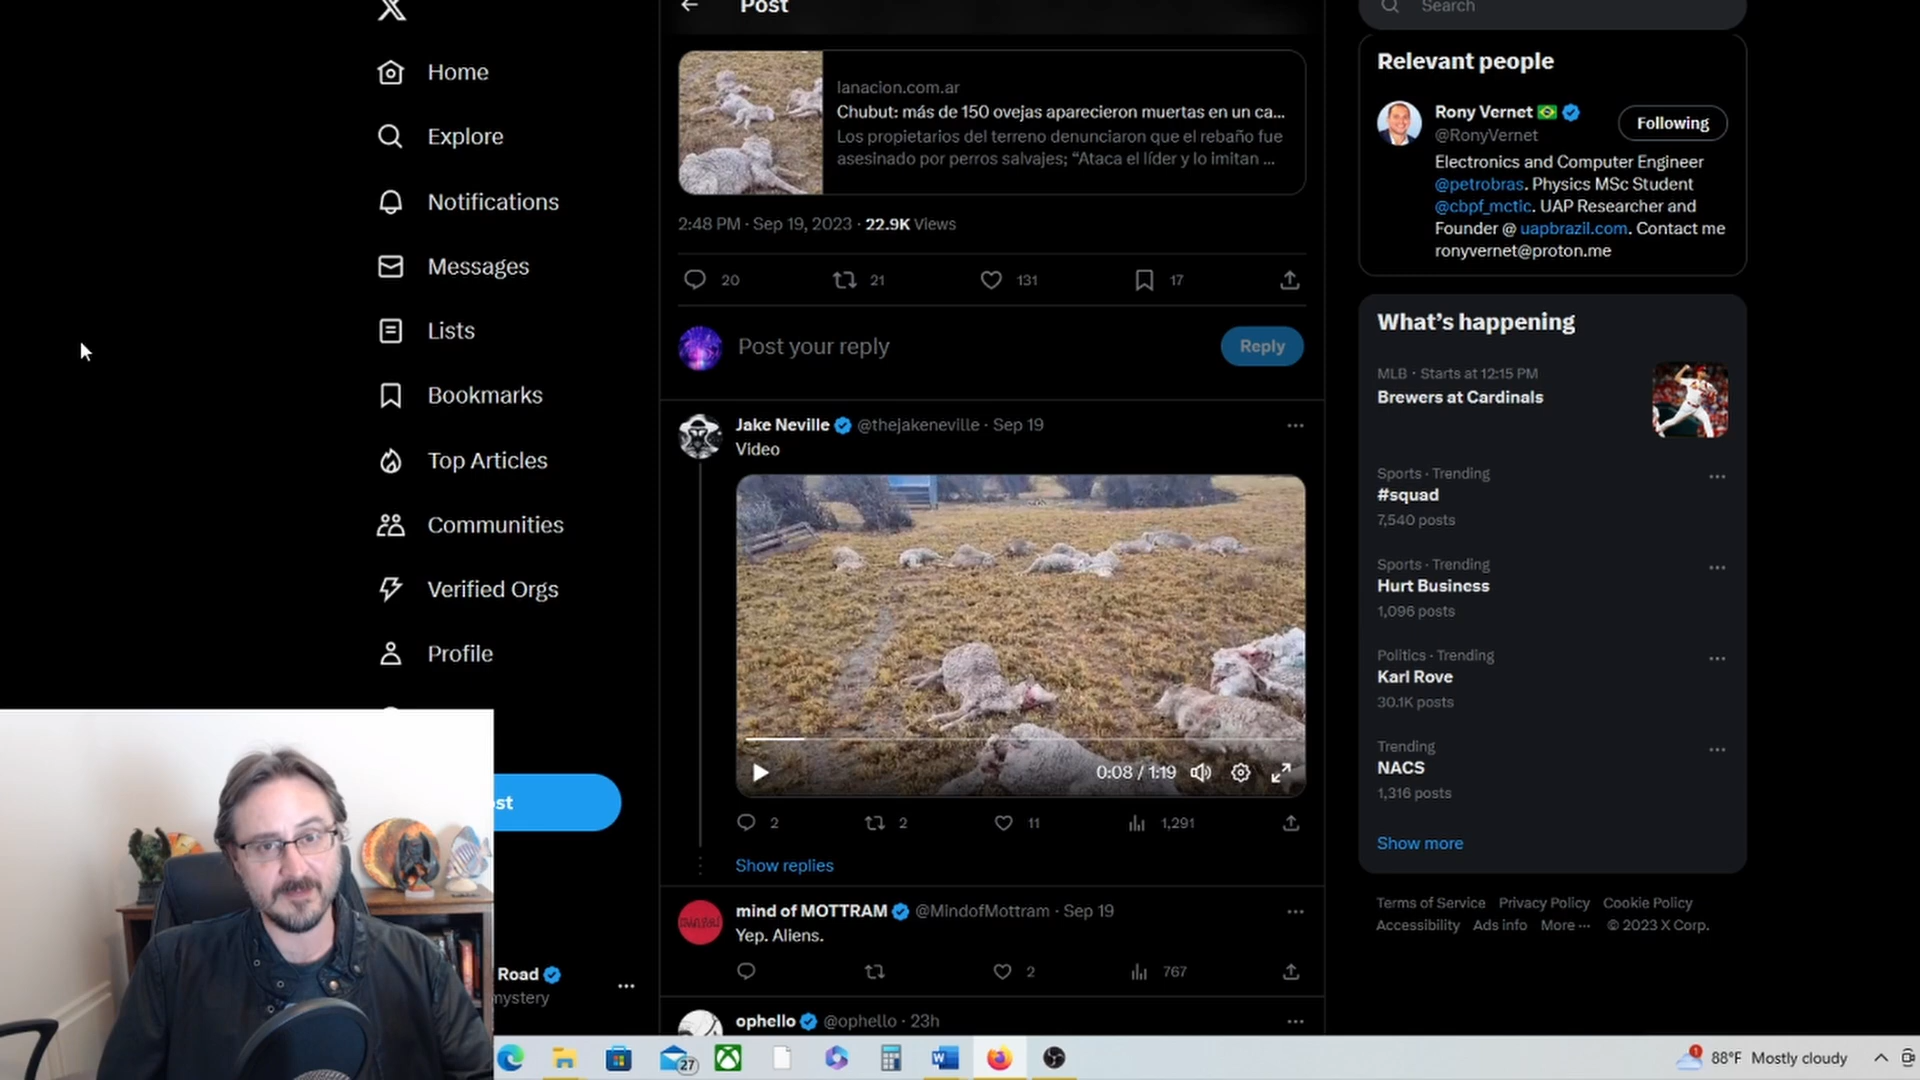 Home
Explore
Notifications
Messages
Lists
Bookmarks
Top Articles
Communities
Verified Orgs
Profile
st
Road
mystery
Post
lanacion.com.ar
Chubut: más de 150 ovejas aparecieron muertas en un ca...
Los propietarios del terreno denunciaron que el rebaño fue
asesinado por perros salvajes; “Ataca el líder y lo imitan ...
2:48 PM · Sep 19, 2023 · 22.9K Views
20 21 131 17
Post your reply
Reply
Jake Neville @thejakeneville · Sep 19
Video
0:08 / 1:19
2 2 11 1,291
Show replies
mind of MOTTRAM @MindofMottram · Sep 19
Yep. Aliens.
2 767
ophello @ophello · 23h
Search
Relevant people
Rony Vernet
@RonyVernet
Following
Electronics and Computer Engineer
@petrobras. Physics MSc Student
@cbpf_mctic. UAP Researcher and
Founder @ uapbrazil.com. Contact me
ronyvernet@proton.me
What’s happening
MLB · Starts at 12:15 PM
Brewers at Cardinals
Sports · Trending
#squad
7,540 posts
Sports · Trending
Hurt Business
1,096 posts
Politics · Trending
Karl Rove
30.1K posts
Trending
NACS
1,316 posts
Show more
Terms of Service Privacy Policy Cookie Policy
Accessibility Ads info More ··· © 2023 X Corp.
27
1
88°F Mostly cloudy